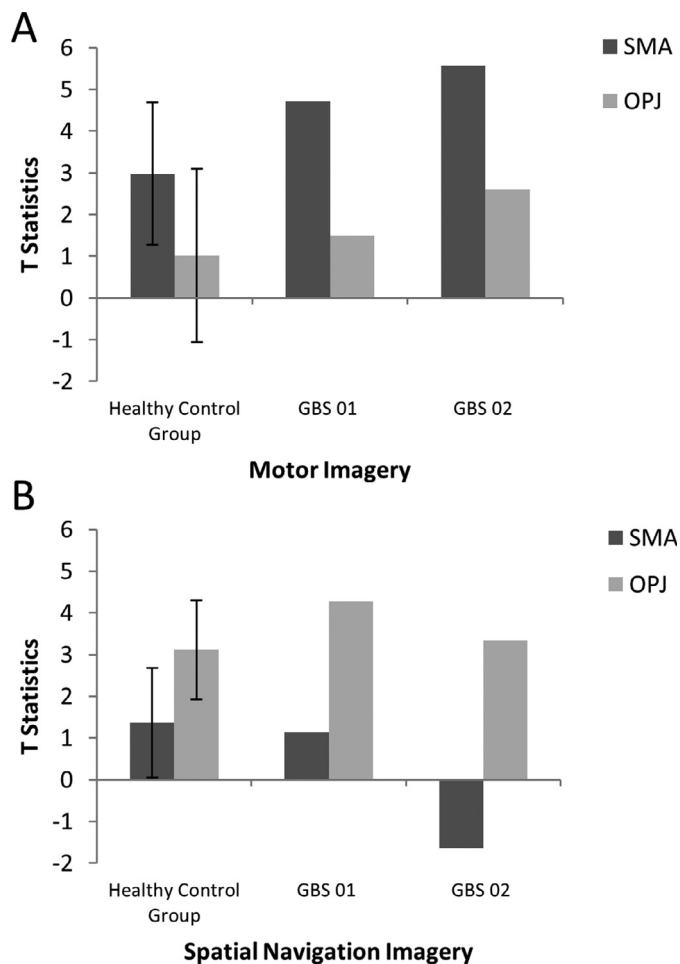 A
6
5
4
3
2
1
0
-1
-2
T Statistics
SMA
OPJ
Healthy Control
Group
GBS 01
GBS 02
Motor Imagery
B
6
5
4
3
2
1
0
-1
-2
T Statistics
SMA
OPJ
Healthy Control
Group
GBS 01
GBS 02
Spatial Navigation Imagery